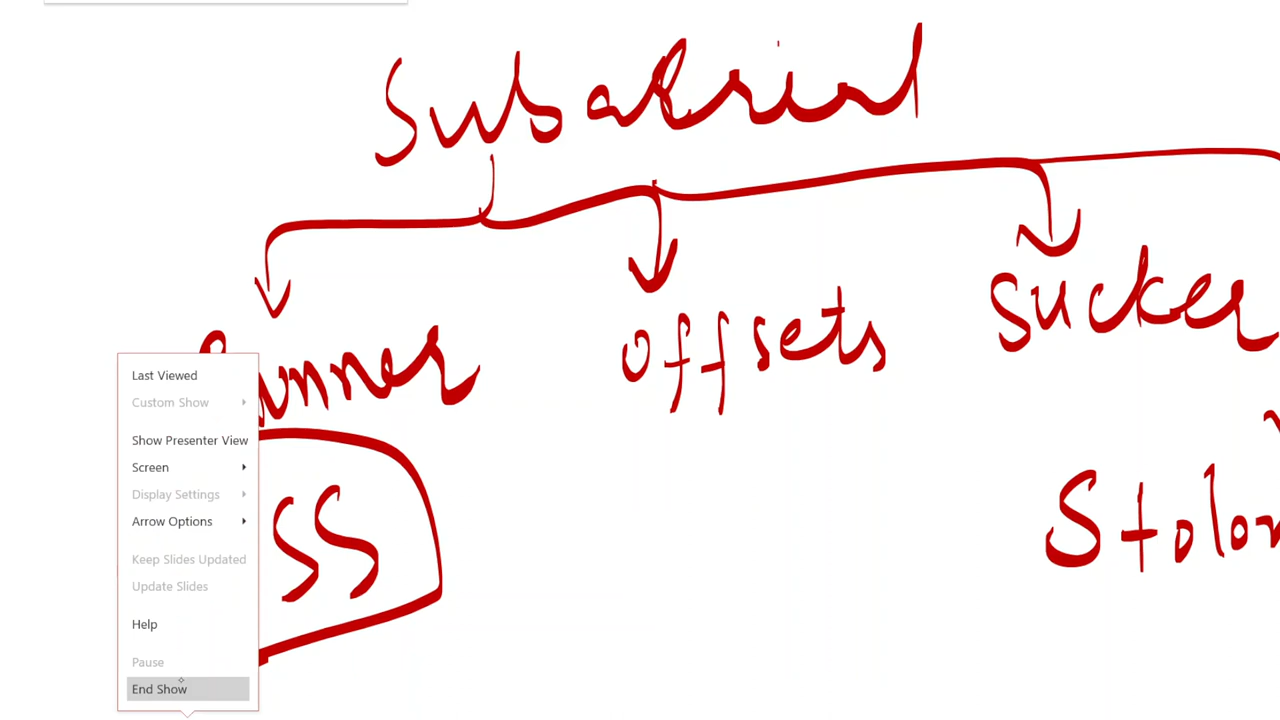 Subaerial
Runner
offsets
Sucker
Stolon
SS
Last Viewed
Custom Show
Show Presenter View
Screen
Display Settings
Arrow Options
Keep Slides Updated
Update Slides
Help
Pause
End Show